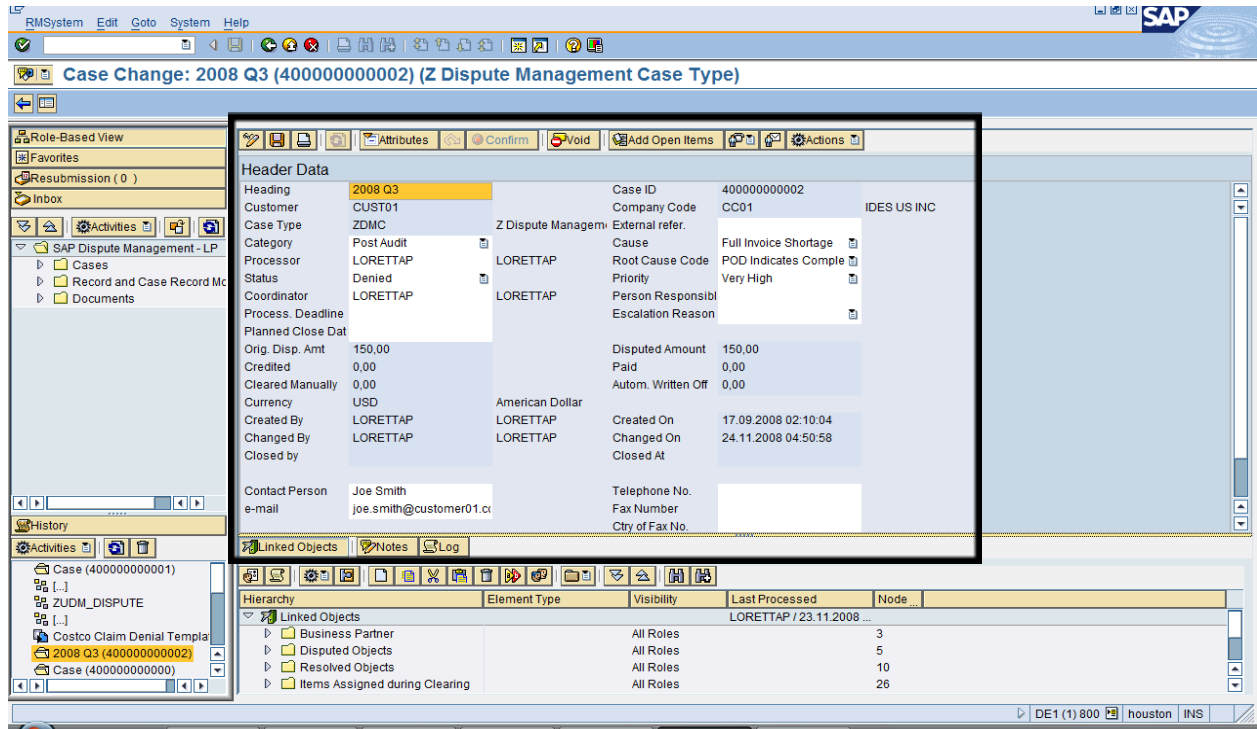 RMSystem Edit Goto System Help
SAP
Case Change: 2008 Q3 (400000000002) (Z Dispute Management Case Type)
Role-Based View
Favorites
Resubmission ( 0 )
Inbox
Activities
SAP Dispute Management - LP
Cases
Record and Case Record Mo
Documents
Attributes Confirm Void Add Open Items Actions
Header Data
Heading 2008 Q3 Case ID 400000000002
Customer CUST01 Company Code CC01 IDES US INC
Case Type ZDMC Z Dispute Managem External refer.
Category Post Audit Cause Full Invoice Shortage
Processor LORETTAP LORETTAP Root Cause Code POD Indicates Comple
Status Denied Priority Very High
Coordinator LORETTAP LORETTAP Person Responsibl
Process. Deadline Escalation Reason
Planned Close Dat
Orig. Disp. Amt 150,00 Disputed Amount 150,00
Credited 0,00 Paid 0,00
Cleared Manually 0,00 Autom. Written Off 0,00
Currency USD American Dollar
Created By LORETTAP LORETTAP Created On 17.09.2008 02:10:04
Changed By LORETTAP LORETTAP Changed On 24.11.2008 04:50:58
Closed by Closed At
Contact Person Joe Smith Telephone No.
e-mail joe.smith@customer01.co Fax Number
Ctry of Fax No.
Linked Objects Notes Log
History
Activities
Case (400000000001)
[...]
ZUDM_DISPUTE
[...]
Costco Claim Denial Templa
2008 Q3 (400000000002)
Case (400000000000)
Hierarchy Element Type Visibility Last Processed Node ...
Linked Objects LORETTAP / 23.11.2008 ...
Business Partner All Roles 3
Disputed Objects All Roles 5
Resolved Objects All Roles 10
Items Assigned during Clearing All Roles 26
DE1 (1) 800 houston INS